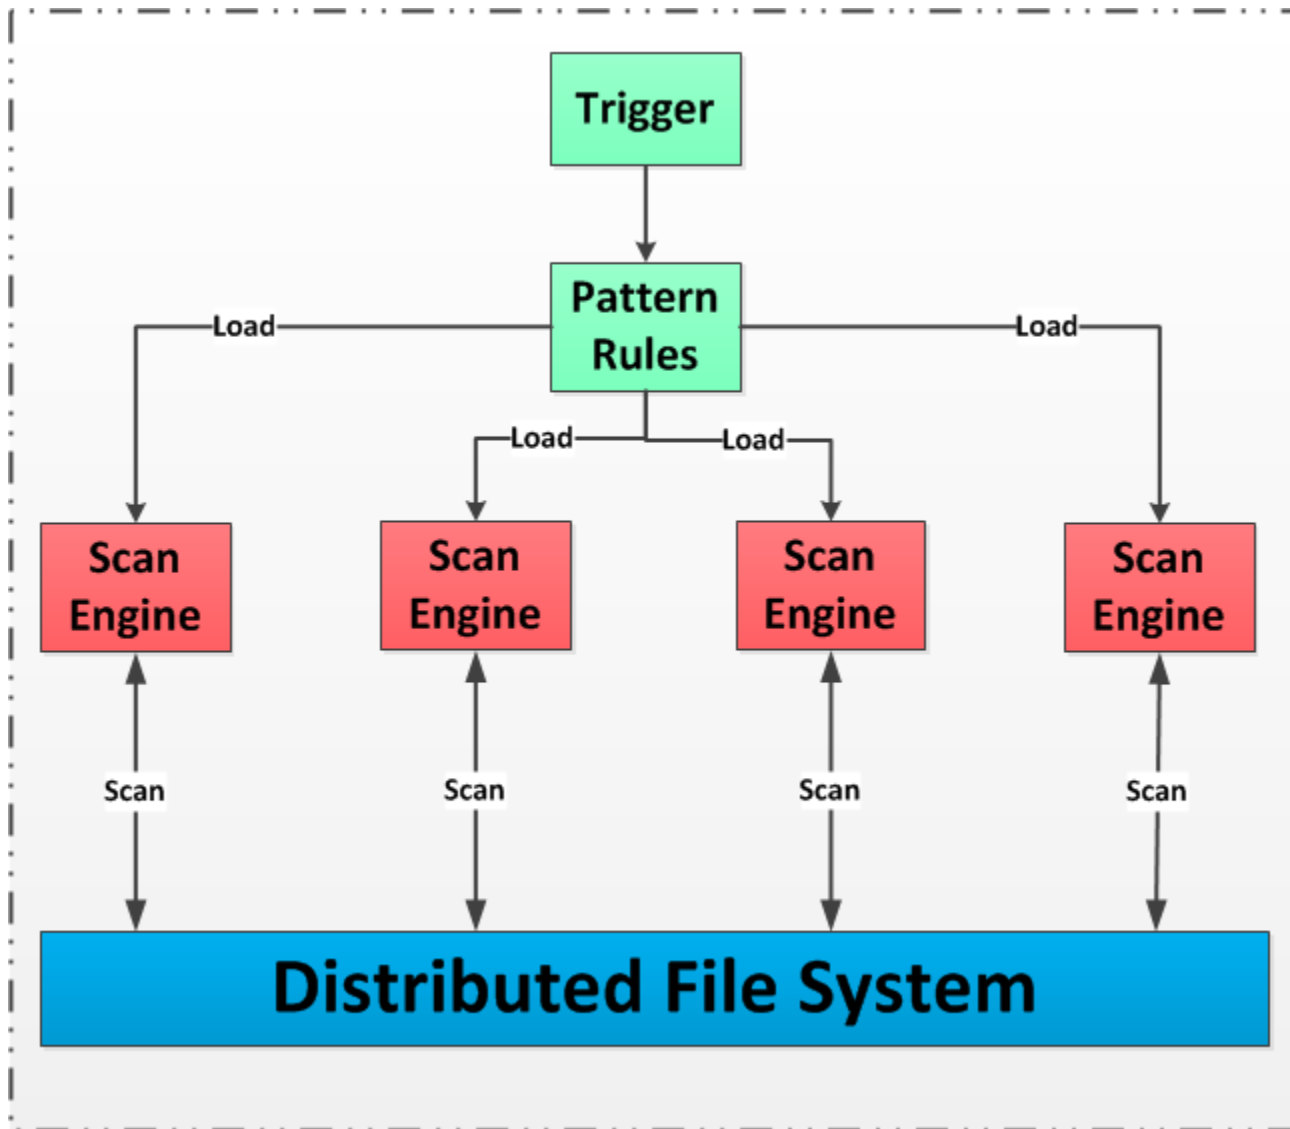 Trigger
Pattern
Rules
Load
Load
Load
Load
Scan
Engine
Scan
Engine
Scan
Engine
Scan
Engine
Scan
Scan
Scan
Scan
Distributed File System